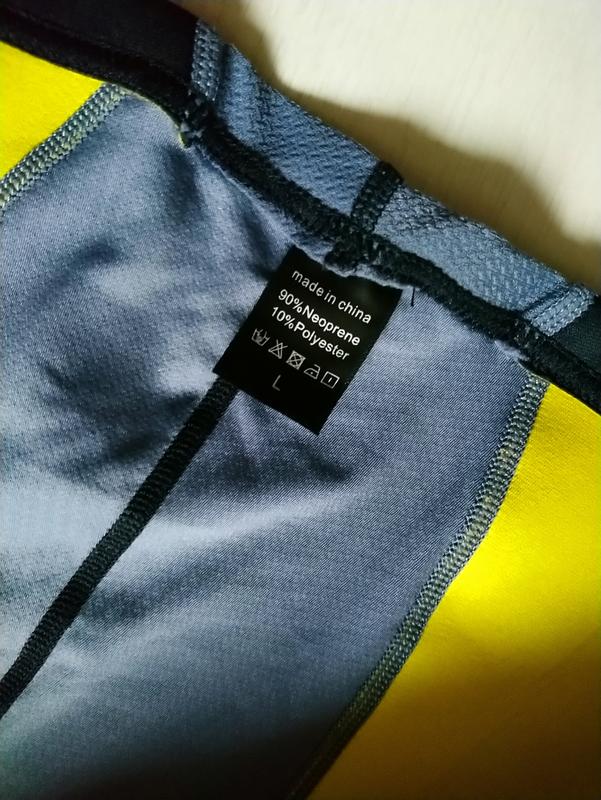 made in china
90%Neoprene
10%Polyester
L